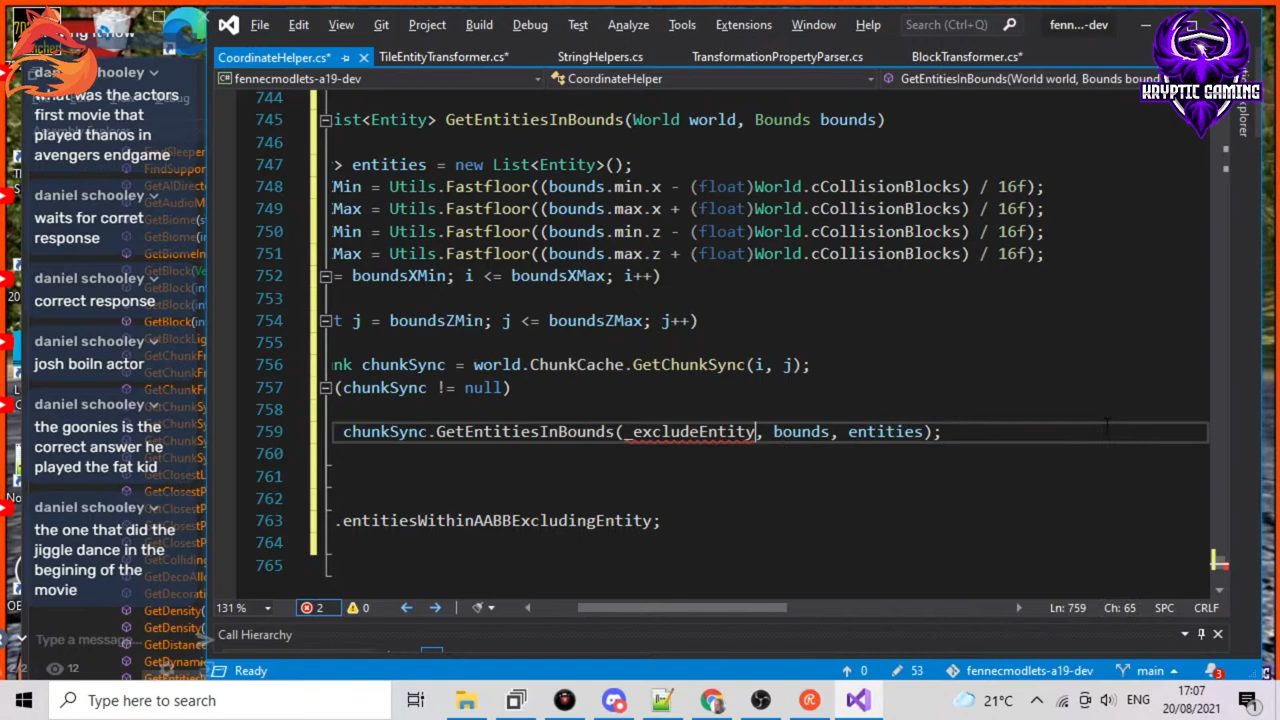 File Edit View Git Project Build Debug Test Analyze Tools Extensions Window Help Search (Ctrl+Q) fenn...-dev
CoordinateHelper.cs* TileEntityTransformer.cs* StringHelpers.cs TransformationPropertyParser.cs BlockTransformer.cs*
fennecmodlets-a19-dev CoordinateHelper GetEntitiesInBounds(World world, Bounds bound
KRYPTIC GAMING
744
745 ist<Entity> GetEntitiesInBounds(World world, Bounds bounds)
746
747 > entities = new List<Entity>();
748 Min = Utils.Fastfloor((bounds.min.x - (float)World.cCollisionBlocks) / 16f);
749 Max = Utils.Fastfloor((bounds.max.x + (float)World.cCollisionBlocks) / 16f);
750 Min = Utils.Fastfloor((bounds.min.z - (float)World.cCollisionBlocks) / 16f);
751 Max = Utils.Fastfloor((bounds.max.z + (float)World.cCollisionBlocks) / 16f);
752 = boundsXMin; i <= boundsXMax; i++)
753
754 t j = boundsZMin; j <= boundsZMax; j++)
755
756 nk chunkSync = world.ChunkCache.GetChunkSync(i, j);
757 (chunkSync != null)
758
759 chunkSync.GetEntitiesInBounds(_excludeEntity, bounds, entities);
760
761
762
763 .entitiesWithinAABBExcludingEntity;
764
765
131 % 2 0 Ln: 759 Ch: 65 SPC CRLF
Call Hierarchy
Ready 0 53 fennecmodlets-a19-dev main 3
daniel schooley
what was the actors
first movie that
played thanos in
avengers endgame
daniel schooley
waits for corret
response
daniel schooley
correct response
daniel schooley
josh boiln actor
daniel schooley
the goonies is the
correct answer he
played the fat kid
daniel schooley
the one that did the
jiggle dance in the
begining of the
movie
Type a message...
12
GetBlock(
GetBlock(
GetBlock(int
GetDensity(
GetDensity(
GetDistance
GetDynami
Type here to search 21°C ENG 17:07
20/08/2021